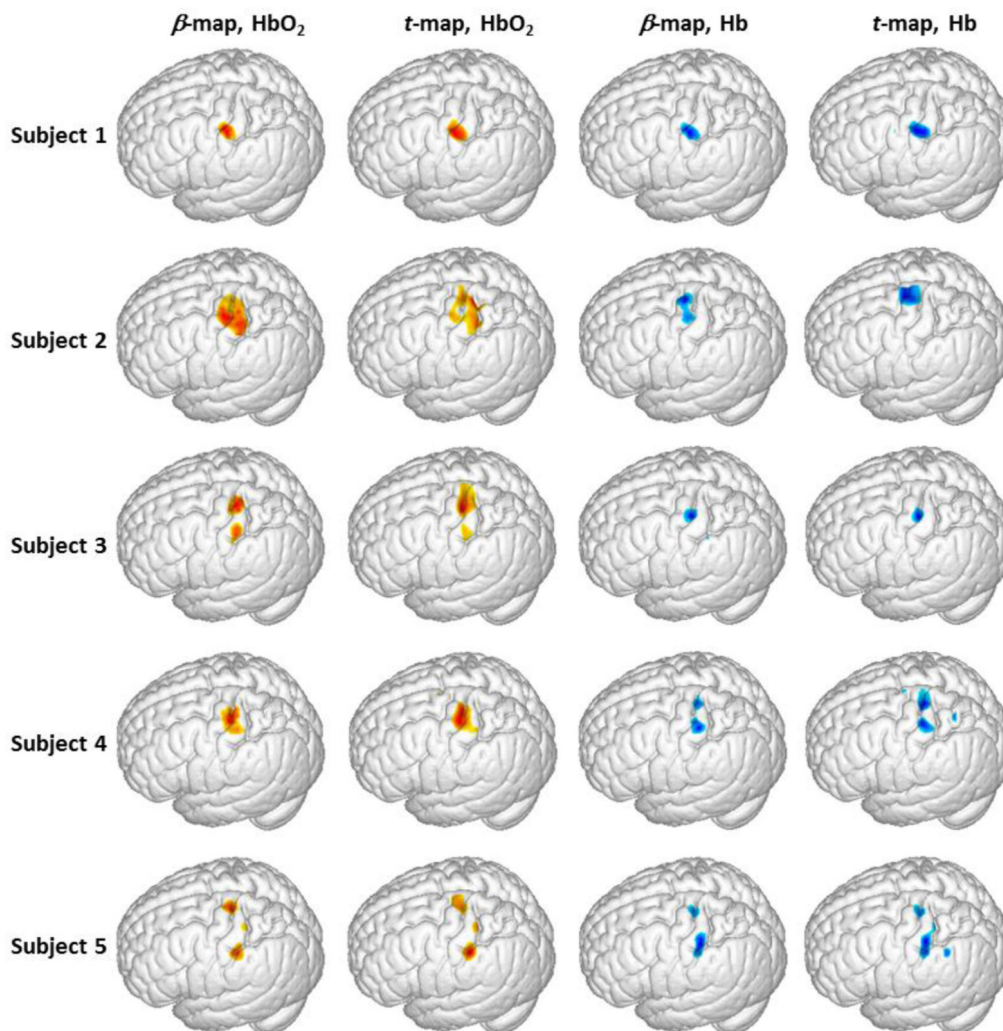 β-map, HbO₂ t-map, HbO₂ β-map, Hb t-map, Hb
Subject 1
Subject 2
Subject 3
Subject 4
Subject 5